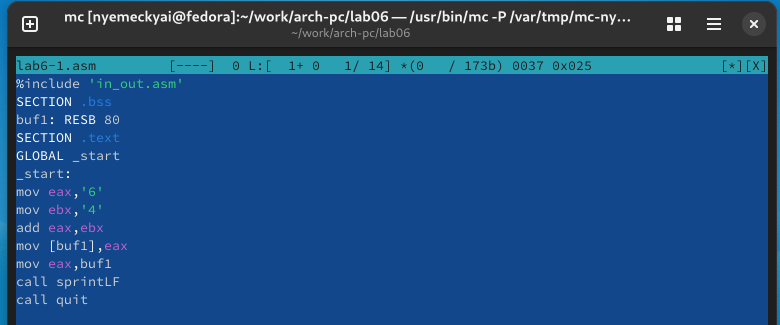 mc [nyemeckyai@fedora]:~/work/arch-pc/lab06 — /usr/bin/mc -P /var/tmp/mc-ny…
~/work/arch-pc/lab06
lab6-1.asm         [----]  0 L:[  1+ 0   1/ 14] *(0   / 173b) 0037 0x025                [*][X]
%include 'in_out.asm'
SECTION .bss
buf1: RESB 80
SECTION .text
GLOBAL _start
_start:
mov eax,'6'
mov ebx,'4'
add eax,ebx
mov [buf1],eax
mov eax,buf1
call sprintLF
call quit